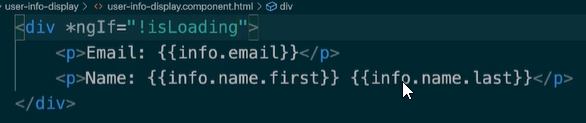 user-info-display > user-info-display.component.html > div
<div *ngIf="!isLoading">
<p>Email: {{info.email}}</p>
<p>Name: {{info.name.first}} {{info.name.last}}</p>
</div>